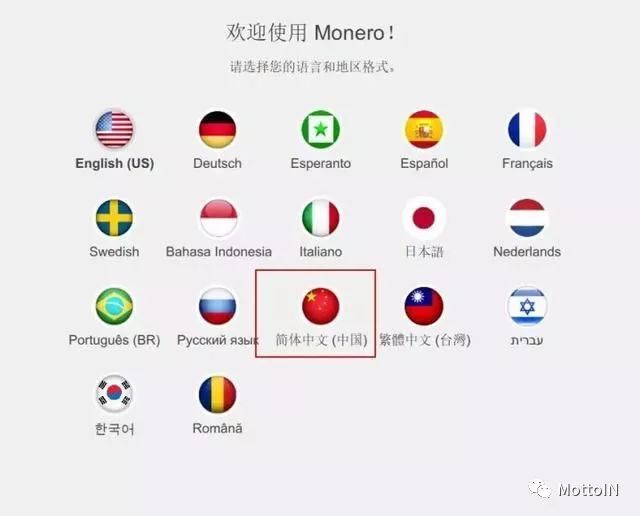 欢迎使用 Monero！
请选择您的语言和地区格式。
English (US) Deutsch Esperanto Español Français
Swedish Bahasa Indonesia Italiano 日本語 Nederlands
Português (BR) Русский язык 简体中文 (中国) 繁體中文 (台灣) עברית
한국어 Română
MottoIN